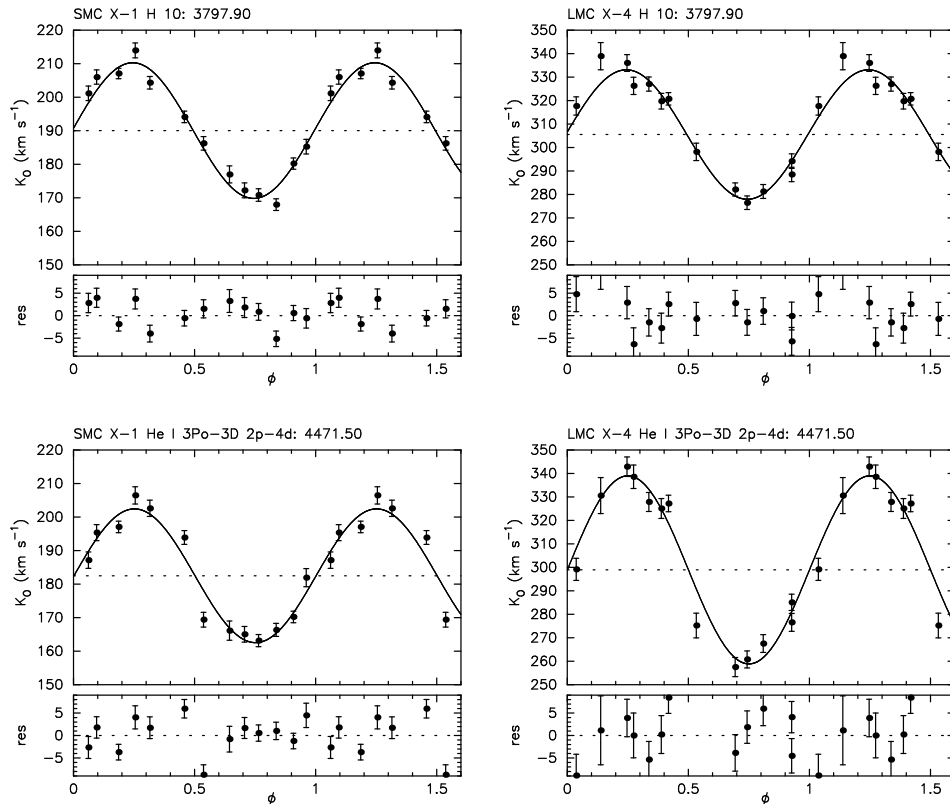 SMC X-1 H 10: 3797.90
220
210
200
190
180
170
160
150
K₀ (km s⁻¹)
5
0
−5
res
0 0.5 1 1.5
ϕ
LMC X-4 H 10: 3797.90
350
340
330
320
310
300
290
280
270
260
250
K₀ (km s⁻¹)
5
0
−5
res
0 0.5 1 1.5
ϕ
SMC X-1 He I 3Po-3D 2p-4d: 4471.50
220
210
200
190
180
170
160
150
K₀ (km s⁻¹)
5
0
−5
res
0 0.5 1 1.5
ϕ
LMC X-4 He I 3Po-3D 2p-4d: 4471.50
350
340
330
320
310
300
290
280
270
260
250
K₀ (km s⁻¹)
5
0
−5
res
0 0.5 1 1.5
ϕ